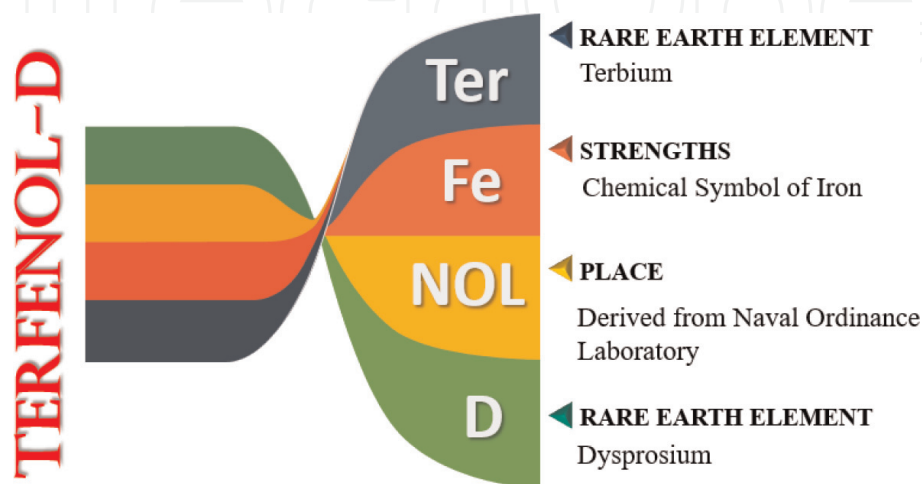 TERFENOL-D
Ter
RARE EARTH ELEMENT
Terbium
Fe
STRENGTHS
Chemical Symbol of Iron
NOL
PLACE
Derived from Naval Ordinance
Laboratory
D
RARE EARTH ELEMENT
Dysprosium